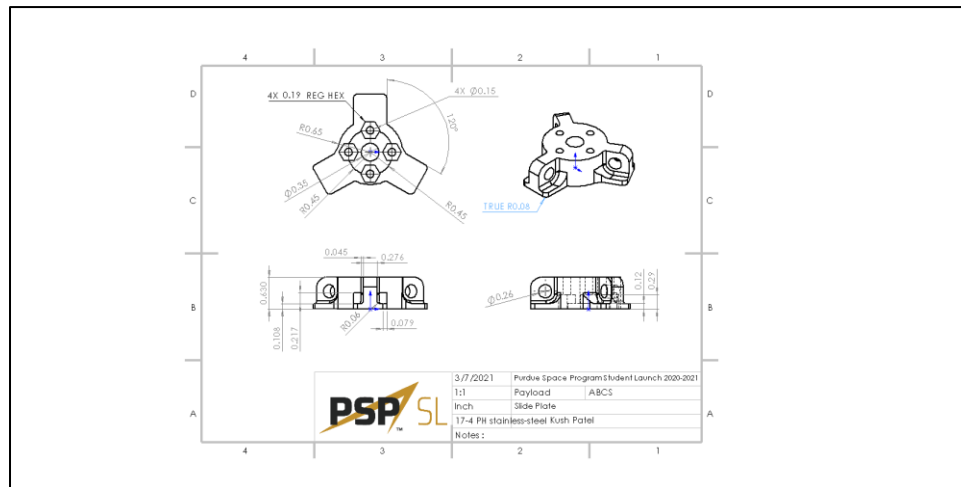 4 3 2 1
D D
4X 0.19 REG HEX
4X Ø0.15
120°
R0.65
Ø0.35
R0.45
R0.45
TRUE R0.08
C C
0.045
0.276
0.630
0.108
0.217
R0.06
0.079
Ø0.26
0.12
0.29
B B
3/7/2021 Purdue Space Program Student Launch 2020-2021
1:1 Payload ABCS
Inch Slide Plate
17-4 PH stainless-steel Kush Patel
Notes :
PSP SL
TM
A A
4 3 2 1